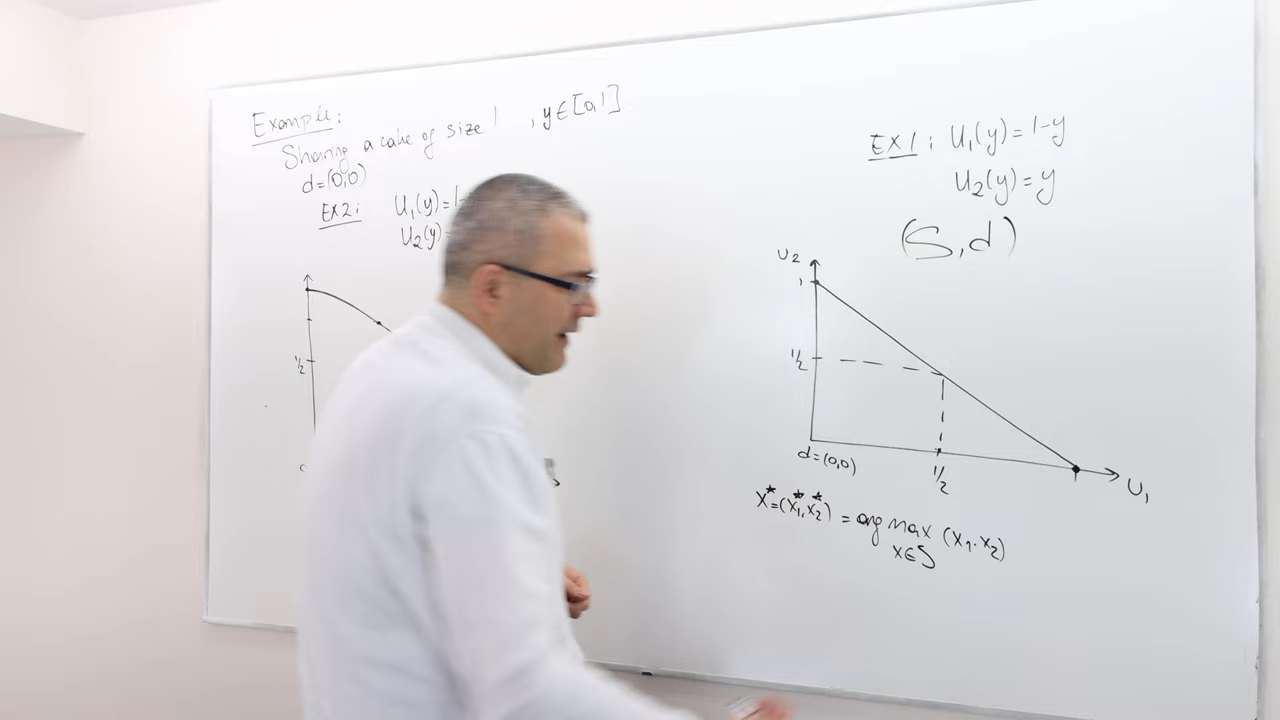 Example:
Sharing a cake of size 1 , y∈[0,1]
d=(0,0)
EX2: U₁(y)=1-
U₂(y)=
1/2
EX1: U₁(y)=1-y
U₂(y)=y
(S,d)
U₂
1
1/2
d=(0,0)
1/2
1
U₁
x*=(x₁*,x₂*) = arg max (x₁·x₂)
x∈S